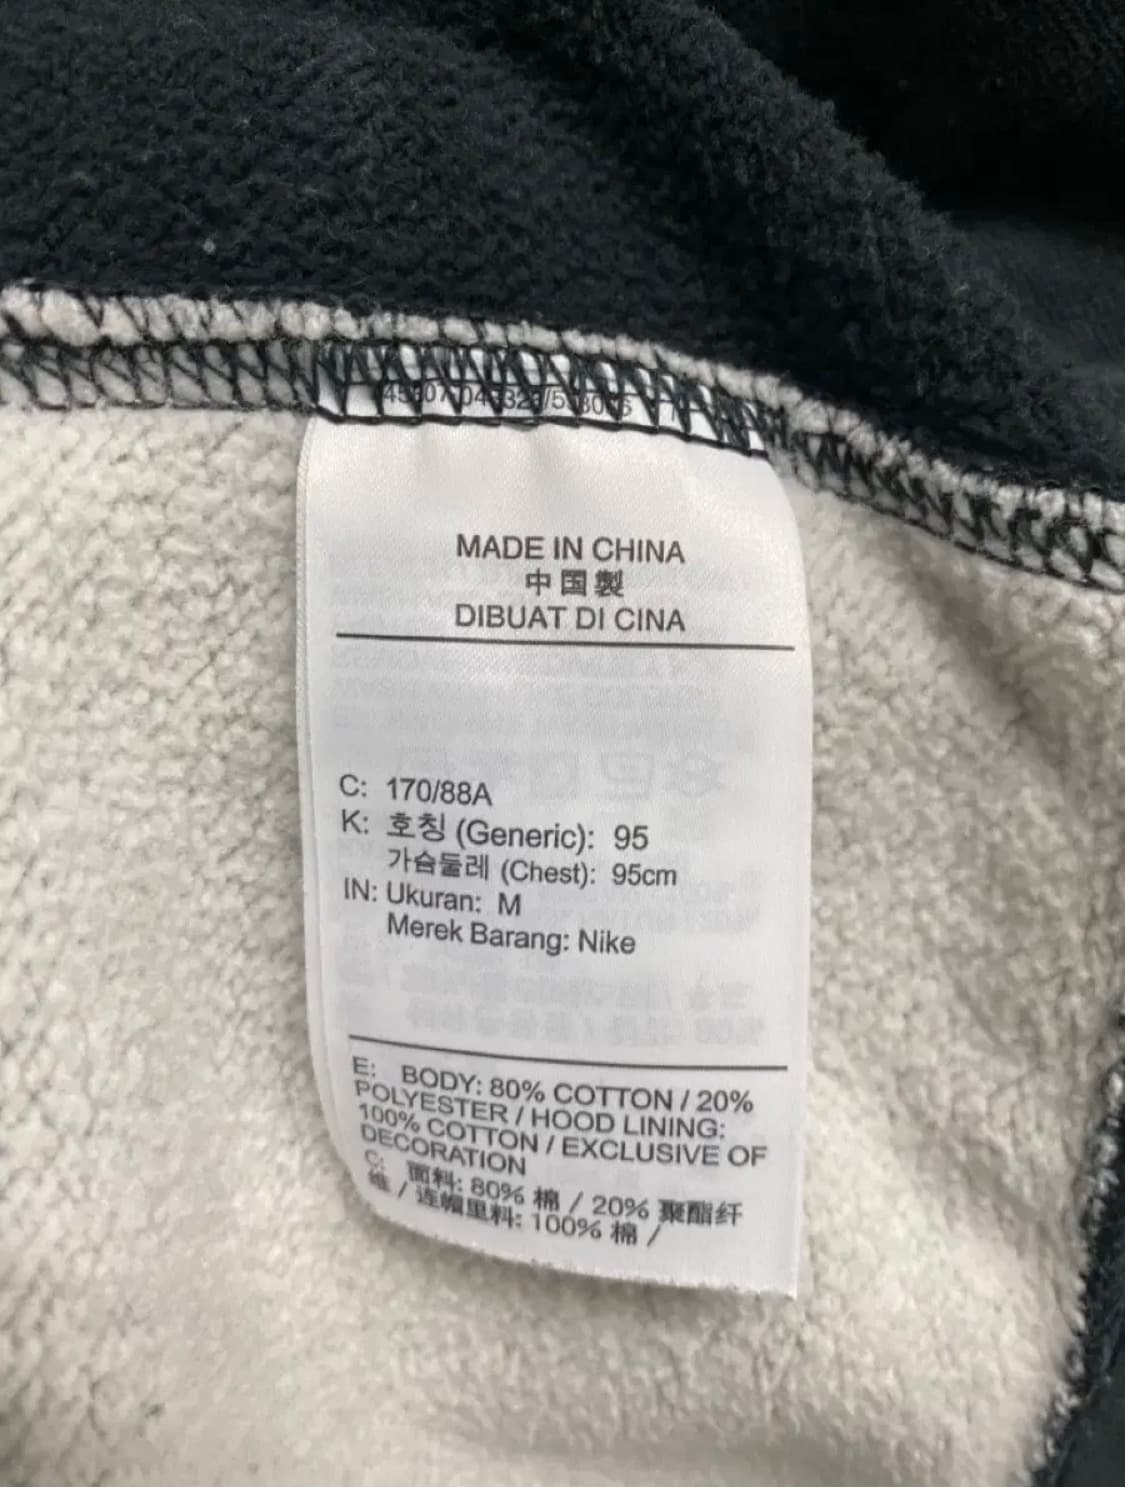 MADE IN CHINA
中国製
DIBUAT DI CINA
C: 170/88A
K: 호칭 (Generic): 95
가슴둘레 (Chest): 95cm
IN: Ukuran: M
Merek Barang: Nike
E: BODY: 80% COTTON / 20%
POLYESTER / HOOD LINING:
100% COTTON / EXCLUSIVE OF
DECORATION
C: 面料: 80% 棉 / 20% 聚酯纤
维 / 连帽里料: 100% 棉 /